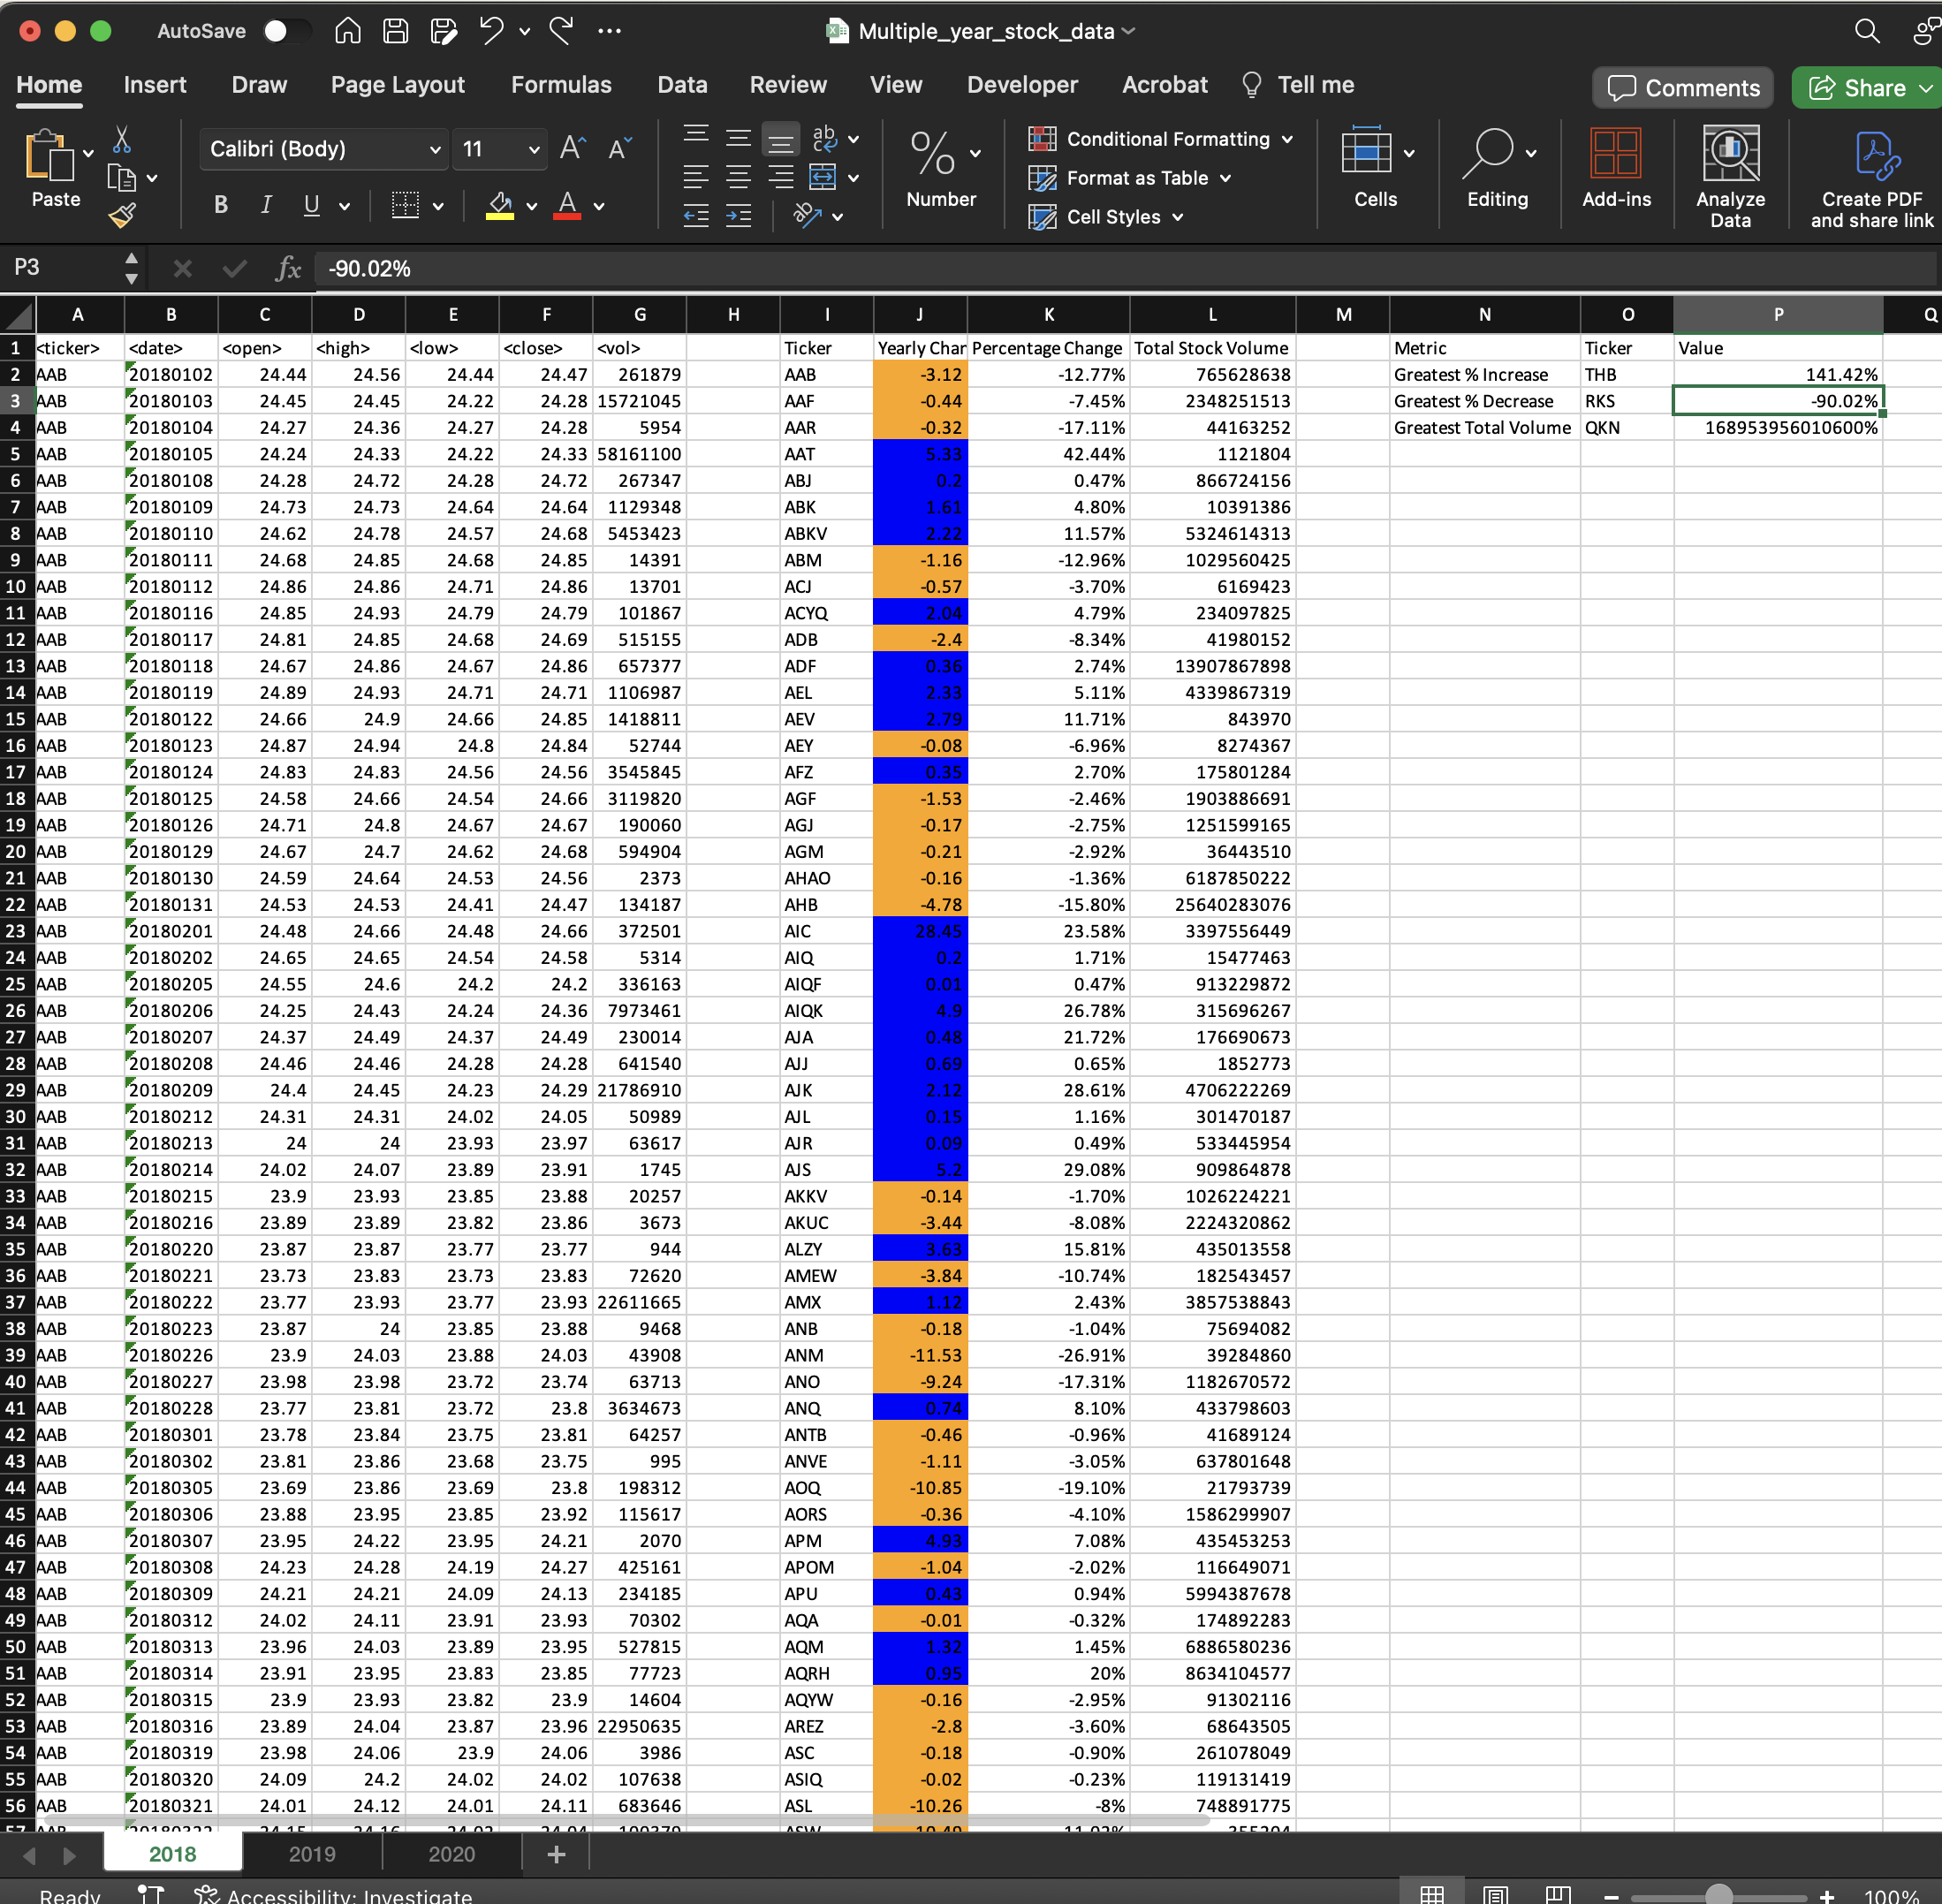 AutoSave Multiple_year_stock_data
Home Insert Draw Page Layout Formulas Data Review View Developer Acrobat Tell me Comments Share
Calibri (Body) 11 ab Conditional Formatting
Format as Table
Paste B I U A Number Cell Styles Cells Editing Add-ins Analyze Data Create PDF and share link
P3 fx -90.02%
A B C D E F G H I J K L M N O P Q
1 <ticker> <date> <open> <high> <low> <close> <vol> Ticker Yearly Char Percentage Change Total Stock Volume Metric Ticker Value
2 AAB 20180102 24.44 24.56 24.44 24.47 261879 AAB -3.12 -12.77% 765628638 Greatest % Increase THB 141.42%
3 AAB 20180103 24.45 24.45 24.22 24.28 15721045 AAF -0.44 -7.45% 2348251513 Greatest % Decrease RKS -90.02%
4 AAB 20180104 24.27 24.36 24.27 24.28 5954 AAR -0.32 -17.11% 44163252 Greatest Total Volume QKN 168953956010600%
5 AAB 20180105 24.24 24.33 24.22 24.33 58161100 AAT 5.33 42.44% 1121804
6 AAB 20180108 24.28 24.72 24.28 24.72 267347 ABJ 0.2 0.47% 866724156
7 AAB 20180109 24.73 24.73 24.64 24.64 1129348 ABK 1.61 4.80% 10391386
8 AAB 20180110 24.62 24.78 24.57 24.68 5453423 ABKV 2.22 11.57% 5324614313
9 AAB 20180111 24.68 24.85 24.68 24.85 14391 ABM -1.16 -12.96% 1029560425
10 AAB 20180112 24.86 24.86 24.71 24.86 13701 ACJ -0.57 -3.70% 6169423
11 AAB 20180116 24.85 24.93 24.79 24.79 101867 ACYQ 2.04 4.79% 234097825
12 AAB 20180117 24.81 24.85 24.68 24.69 515155 ADB -2.4 -8.34% 41980152
13 AAB 20180118 24.67 24.86 24.67 24.86 657377 ADF 0.36 2.74% 13907867898
14 AAB 20180119 24.89 24.93 24.71 24.71 1106987 AEL 2.33 5.11% 4339867319
15 AAB 20180122 24.66 24.9 24.66 24.85 1418811 AEV 2.79 11.71% 843970
16 AAB 20180123 24.87 24.94 24.8 24.84 52744 AEY -0.08 -6.96% 8274367
17 AAB 20180124 24.83 24.83 24.56 24.56 3545845 AFZ 0.35 2.70% 175801284
18 AAB 20180125 24.58 24.66 24.54 24.66 3119820 AGF -1.53 -2.46% 1903886691
19 AAB 20180126 24.71 24.8 24.67 24.67 190060 AGJ -0.17 -2.75% 1251599165
20 AAB 20180129 24.67 24.7 24.62 24.68 594904 AGM -0.21 -2.92% 36443510
21 AAB 20180130 24.59 24.64 24.53 24.56 2373 AHAO -0.16 -1.36% 6187850222
22 AAB 20180131 24.53 24.53 24.41 24.47 134187 AHB -4.78 -15.80% 25640283076
23 AAB 20180201 24.48 24.66 24.48 24.66 372501 AIC 28.45 23.58% 3397556449
24 AAB 20180202 24.65 24.65 24.54 24.58 5314 AIQ 0.2 1.71% 15477463
25 AAB 20180205 24.55 24.6 24.2 24.2 336163 AIQF 0.01 0.47% 913229872
26 AAB 20180206 24.25 24.43 24.24 24.36 7973461 AIQK 4.9 26.78% 315696267
27 AAB 20180207 24.37 24.49 24.37 24.49 230014 AJA 0.48 21.72% 176690673
28 AAB 20180208 24.46 24.46 24.28 24.28 641540 AJJ 0.69 0.65% 1852773
29 AAB 20180209 24.4 24.45 24.23 24.29 21786910 AJK 2.12 28.61% 4706222269
30 AAB 20180212 24.31 24.31 24.02 24.05 50989 AJL 0.15 1.16% 301470187
31 AAB 20180213 24 24 23.93 23.97 63617 AJR 0.09 0.49% 533445954
32 AAB 20180214 24.02 24.07 23.89 23.91 1745 AJS 5.2 29.08% 909864878
33 AAB 20180215 23.9 23.93 23.85 23.88 20257 AKKV -0.14 -1.70% 1026224221
34 AAB 20180216 23.89 23.89 23.82 23.86 3673 AKUC -3.44 -8.08% 2224320862
35 AAB 20180220 23.87 23.87 23.77 23.77 944 ALZY 3.63 15.81% 435013558
36 AAB 20180221 23.73 23.83 23.73 23.83 72620 AMEW -3.84 -10.74% 182543457
37 AAB 20180222 23.77 23.93 23.77 23.93 22611665 AMX 1.12 2.43% 3857538843
38 AAB 20180223 23.87 24 23.85 23.88 9468 ANB -0.18 -1.04% 75694082
39 AAB 20180226 23.9 24.03 23.88 24.03 43908 ANM -11.53 -26.91% 39284860
40 AAB 20180227 23.98 23.98 23.72 23.74 63713 ANO -9.24 -17.31% 1182670572
41 AAB 20180228 23.77 23.81 23.72 23.8 3634673 ANQ 0.74 8.10% 433798603
42 AAB 20180301 23.78 23.84 23.75 23.81 64257 ANTB -0.46 -0.96% 41689124
43 AAB 20180302 23.81 23.86 23.68 23.75 995 ANVE -1.11 -3.05% 637801648
44 AAB 20180305 23.69 23.86 23.69 23.8 198312 AOQ -10.85 -19.10% 21793739
45 AAB 20180306 23.88 23.95 23.85 23.92 115617 AORS -0.36 -4.10% 1586299907
46 AAB 20180307 23.95 24.22 23.95 24.21 2070 APM 4.93 7.08% 435453253
47 AAB 20180308 24.23 24.28 24.19 24.27 425161 APOM -1.04 -2.02% 116649071
48 AAB 20180309 24.21 24.21 24.09 24.13 234185 APU 0.43 0.94% 5994387678
49 AAB 20180312 24.02 24.11 23.91 23.93 70302 AQA -0.01 -0.32% 174892283
50 AAB 20180313 23.96 24.03 23.89 23.95 527815 AQM 1.32 1.45% 6886580236
51 AAB 20180314 23.91 23.95 23.83 23.85 77723 AQRH 0.95 20% 8634104577
52 AAB 20180315 23.9 23.93 23.82 23.9 14604 AQYW -0.16 -2.95% 91302116
53 AAB 20180316 23.89 24.04 23.87 23.96 22950635 AREZ -2.8 -3.60% 68643505
54 AAB 20180319 23.98 24.06 23.9 24.06 3986 ASC -0.18 -0.90% 261078049
55 AAB 20180320 24.09 24.2 24.02 24.02 107638 ASIQ -0.02 -0.23% 119131419
56 AAB 20180321 24.01 24.12 24.01 24.11 683646 ASL -10.26 -8% 748891775
2018 2019 2020 +
Ready Accessibility: Investigate 100%